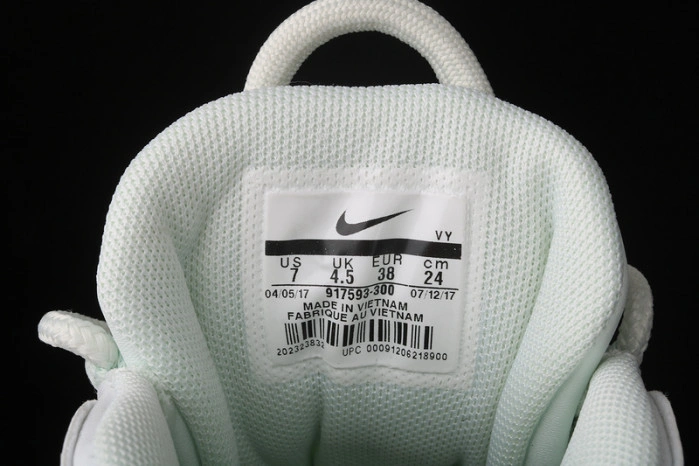 VY
US UK EUR cm
7 4.5 38 24
04/05/17 917593-300 07/12/17
MADE IN VIETNAM
FABRIQUE AU VIETNAM
202323832 UPC 00091206218900